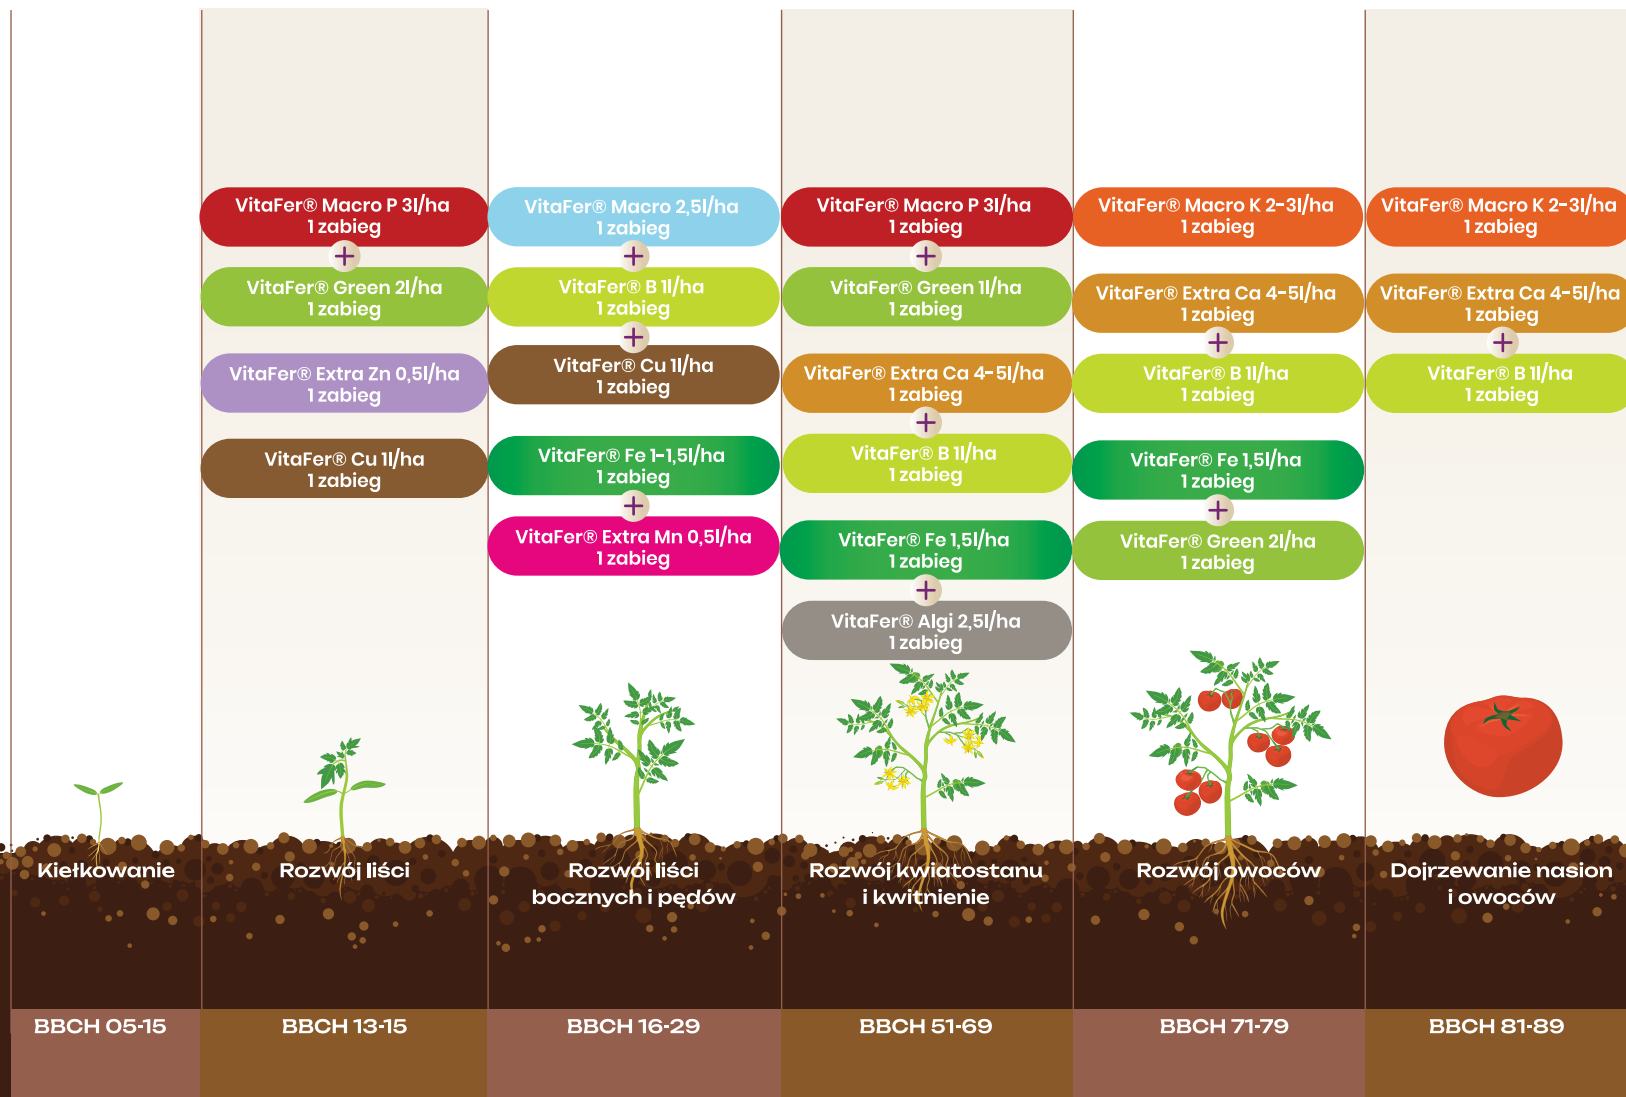 VitaFer® Macro P 3l/ha
1 zabieg
+
VitaFer® Green 2l/ha
1 zabieg
VitaFer® Extra Zn 0,5l/ha
1 zabieg
VitaFer® Cu 1l/ha
1 zabieg
VitaFer® Macro 2,5l/ha
1 zabieg
+
VitaFer® B 1l/ha
1 zabieg
+
VitaFer® Cu 1l/ha
1 zabieg
VitaFer® Fe 1-1,5l/ha
1 zabieg
+
VitaFer® Extra Mn 0,5l/ha
1 zabieg
VitaFer® Macro P 3l/ha
1 zabieg
+
VitaFer® Green 1l/ha
1 zabieg
VitaFer® Extra Ca 4-5l/ha
1 zabieg
+
VitaFer® B 1l/ha
1 zabieg
VitaFer® Fe 1,5l/ha
1 zabieg
+
VitaFer® Algi 2,5l/ha
1 zabieg
VitaFer® Macro K 2-3l/ha
1 zabieg
VitaFer® Extra Ca 4-5l/ha
1 zabieg
+
VitaFer® B 1l/ha
1 zabieg
VitaFer® Fe 1,5l/ha
1 zabieg
+
VitaFer® Green 2l/ha
1 zabieg
VitaFer® Macro K 2-3l/ha
1 zabieg
VitaFer® Extra Ca 4-5l/ha
1 zabieg
+
VitaFer® B 1l/ha
1 zabieg
Kiełkowanie
Rozwój liści
Rozwój liści
bocznych i pędów
Rozwój kwiatostanu
i kwitnienie
Rozwój owoców
Dojrzewanie nasion
i owoców
BBCH 05-15
BBCH 13-15
BBCH 16-29
BBCH 51-69
BBCH 71-79
BBCH 81-89